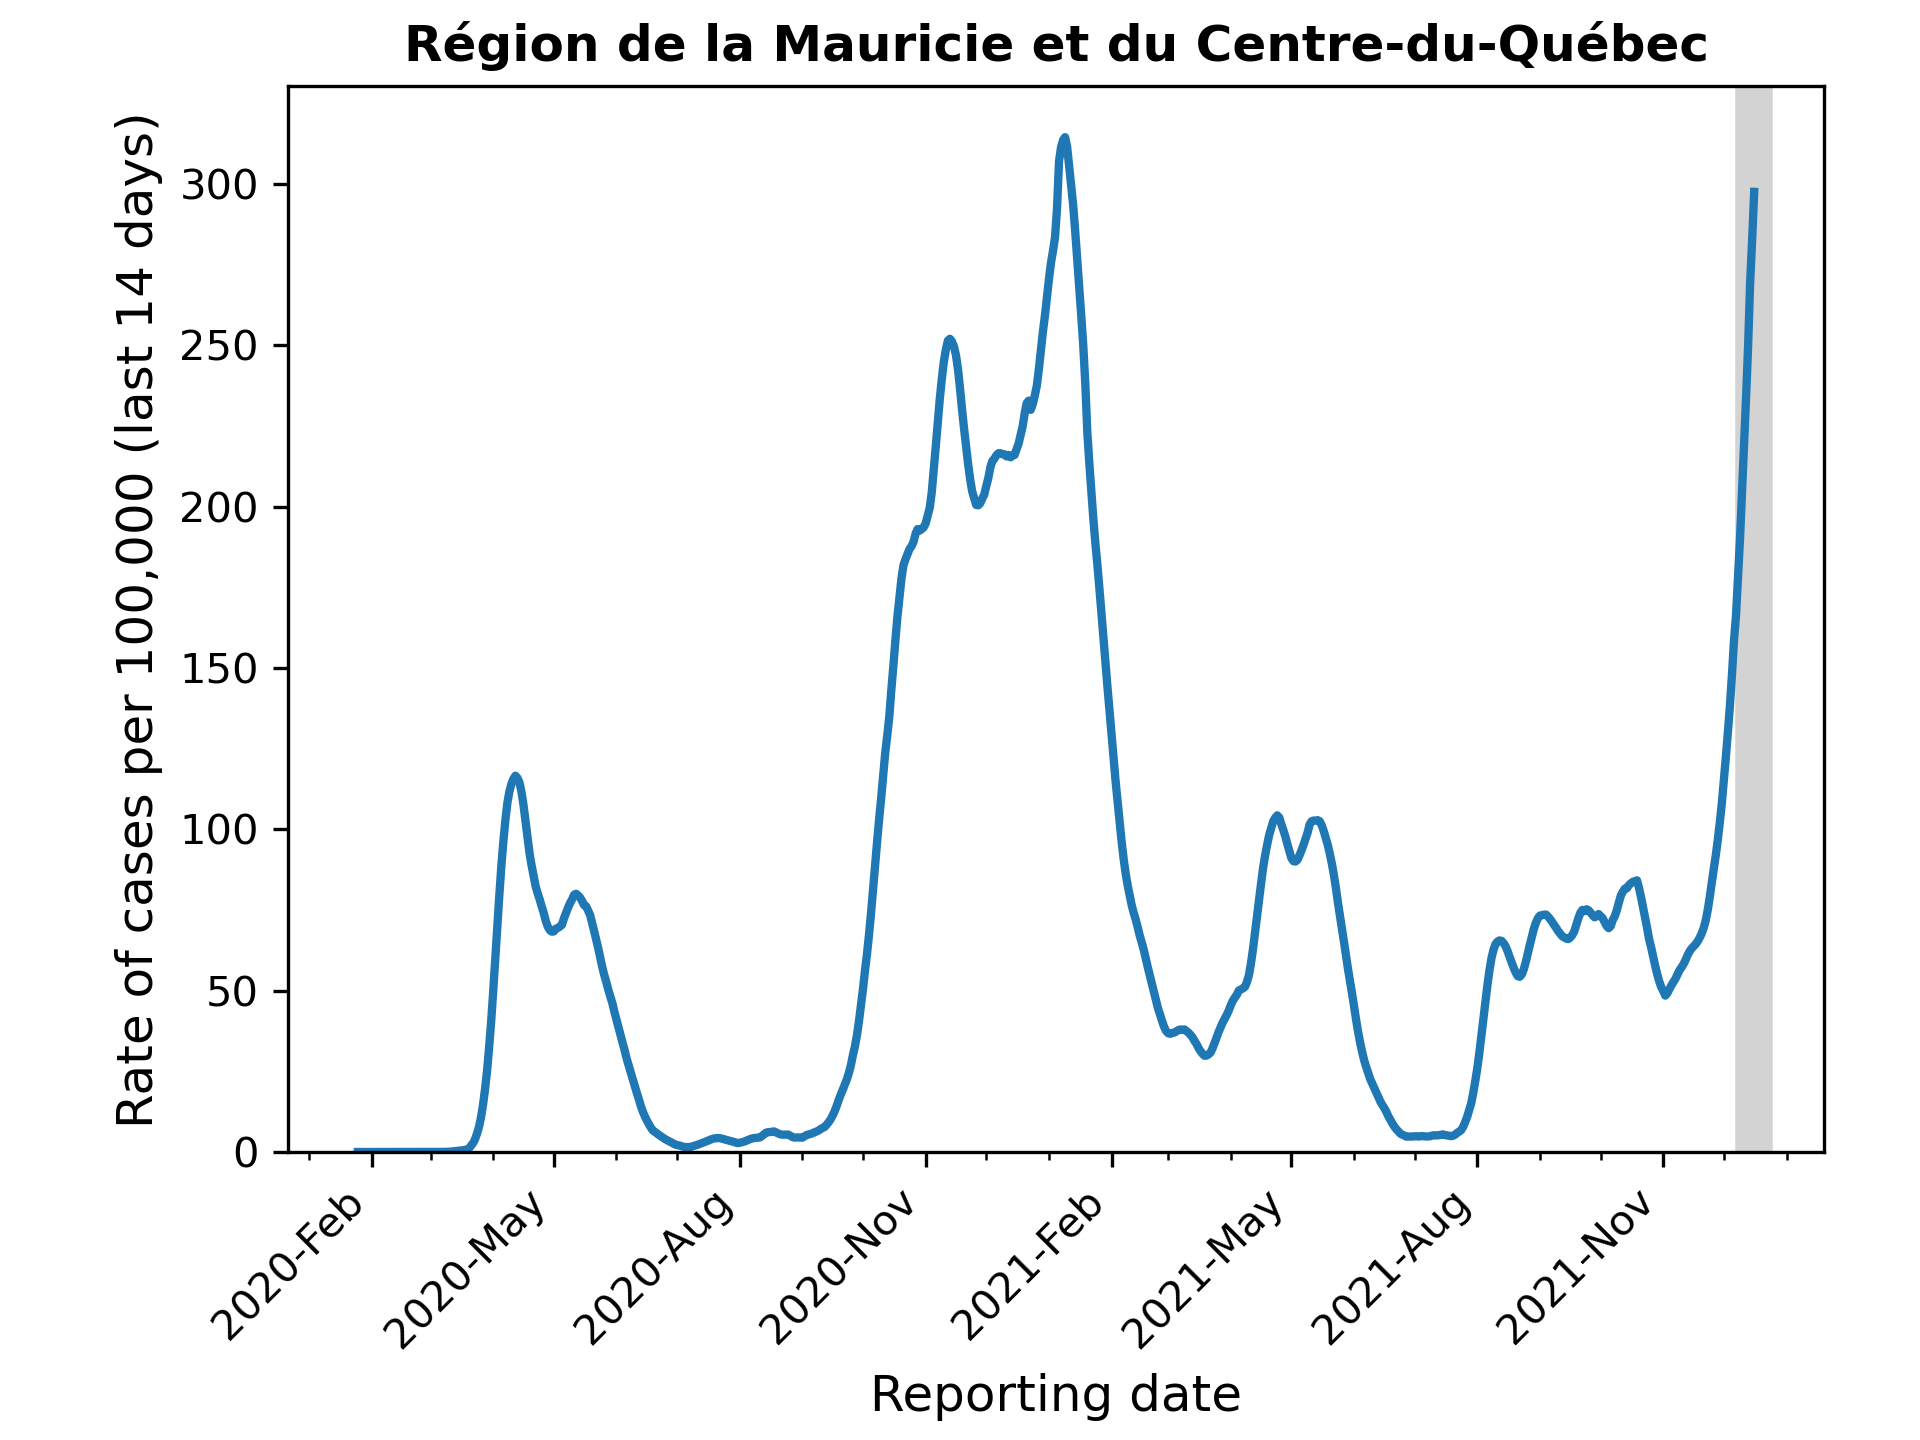 Région de la Mauricie et du Centre-du-Québec
Rate of cases per 100,000 (last 14 days)
300
250
200
150
100
50
0
2020-Feb
2020-May
2020-Aug
2020-Nov
2021-Feb
2021-May
2021-Aug
2021-Nov
Reporting date